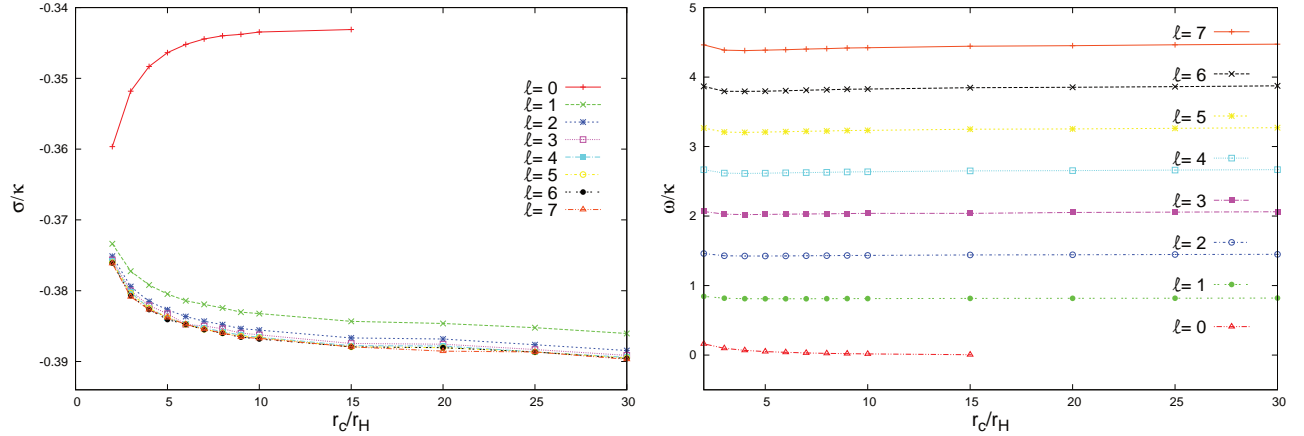 -0.34
-0.35
-0.36
-0.37
-0.38
-0.39
σ/κ
0 5 10 15 20 25 30
r_c/r_H
ℓ= 0
ℓ= 1
ℓ= 2
ℓ= 3
ℓ= 4
ℓ= 5
ℓ= 6
ℓ= 7
5
4
3
2
1
0
ω/κ
5 10 15 20 25 30
r_c/r_H
ℓ= 7
ℓ= 6
ℓ= 5
ℓ= 4
ℓ= 3
ℓ= 2
ℓ= 1
ℓ= 0